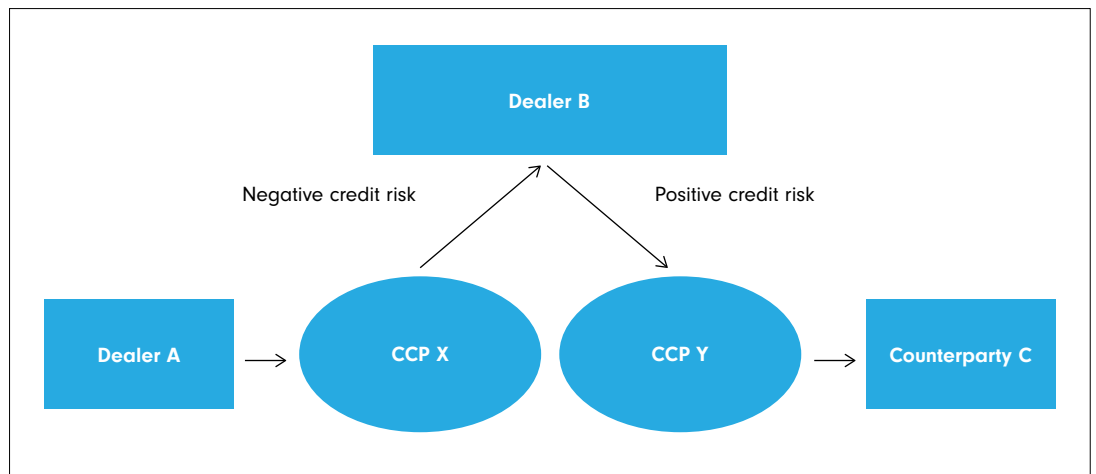 Dealer B
Negative credit risk
Positive credit risk
Dealer A
CCP X
CCP Y
Counterparty C